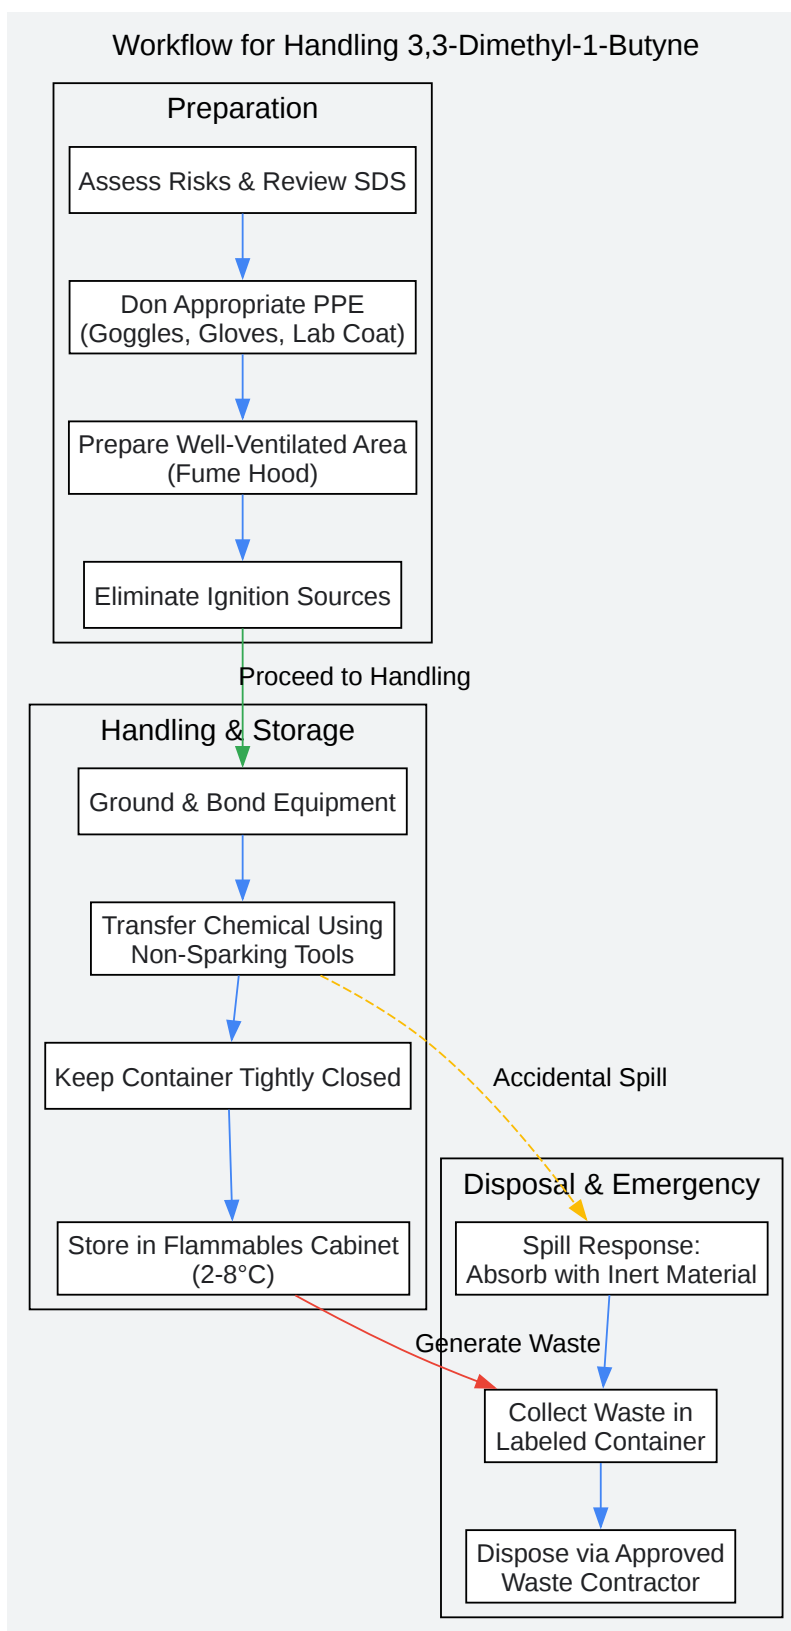 Workflow for Handling 3,3-Dimethyl-1-Butyne
Preparation
Assess Risks & Review SDS
Don Appropriate PPE
(Goggles, Gloves, Lab Coat)
Prepare Well-Ventilated Area
(Fume Hood)
Eliminate Ignition Sources
Proceed to Handling
Handling & Storage
Ground & Bond Equipment
Transfer Chemical Using
Non-Sparking Tools
Keep Container Tightly Closed
Accidental Spill
Store in Flammables Cabinet
(2-8°C)
Disposal & Emergency
Spill Response:
Absorb with Inert Material
Generate Waste
Collect Waste in
Labeled Container
Dispose via Approved
Waste Contractor